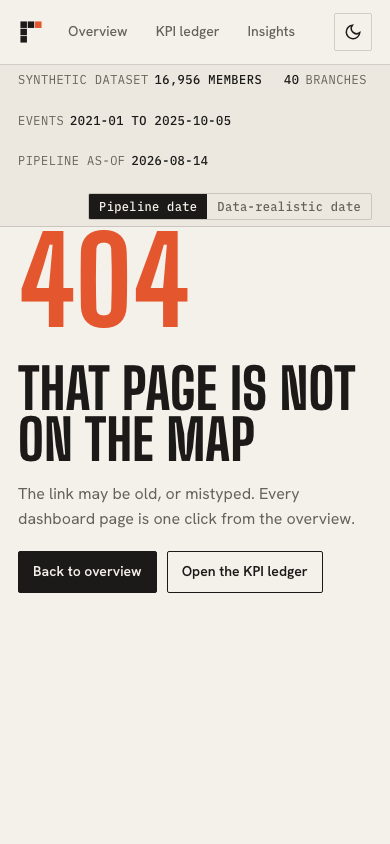 Overview KPI ledger Insights
SYNTHETIC DATASET 16,956 MEMBERS 40 BRANCHES
EVENTS 2021-01 TO 2025-10-05
PIPELINE AS-OF 2026-08-14
Pipeline date Data-realistic date
404
THAT PAGE IS NOT
ON THE MAP
The link may be old, or mistyped. Every
dashboard page is one click from the overview.
Back to overview Open the KPI ledger